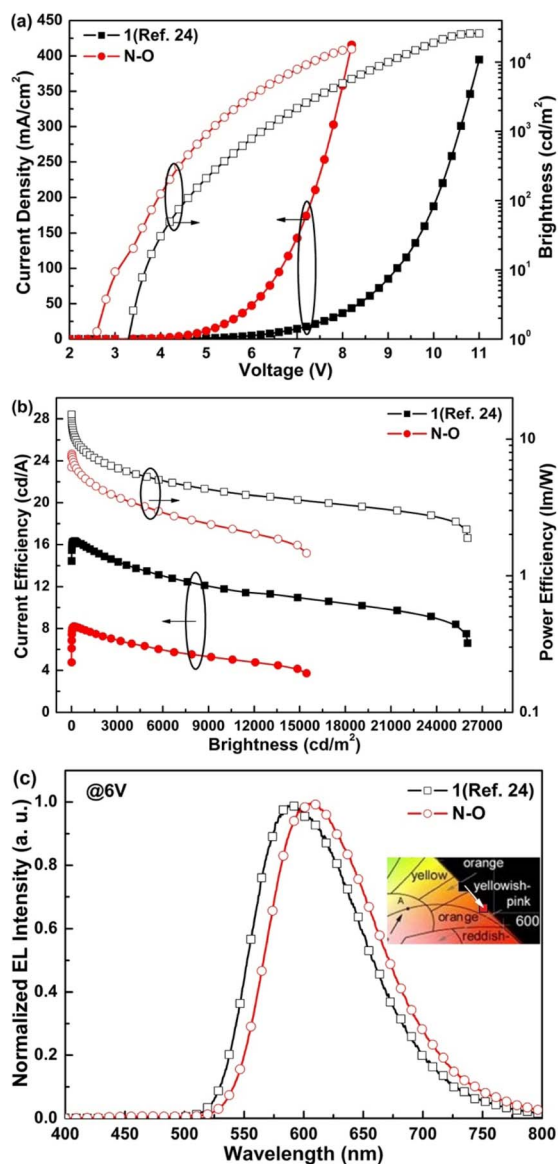 (a)
1(Ref. 24)
N-O
450
400
350
300
250
200
150
100
50
0
Current Density (mA/cm²)
10⁴
10³
10²
10¹
10⁰
Brightness (cd/m²)
2 3 4 5 6 7 8 9 10 11
Voltage (V)
(b)
1(Ref. 24)
N-O
28
24
20
16
12
8
4
0
Current Efficiency (cd/A)
10
1
0.1
Power Efficiency (lm/W)
0 3000 6000 9000 12000 15000 18000 21000 24000 27000
Brightness (cd/m²)
(c)
@6V
1(Ref. 24)
N-O
1.0
0.8
0.6
0.4
0.2
0.0
Normalized EL Intensity (a. u.)
orange
yellow
yellowish-
pink
A
orange
600
reddish-
400 450 500 550 600 650 700 750 800
Wavelength (nm)